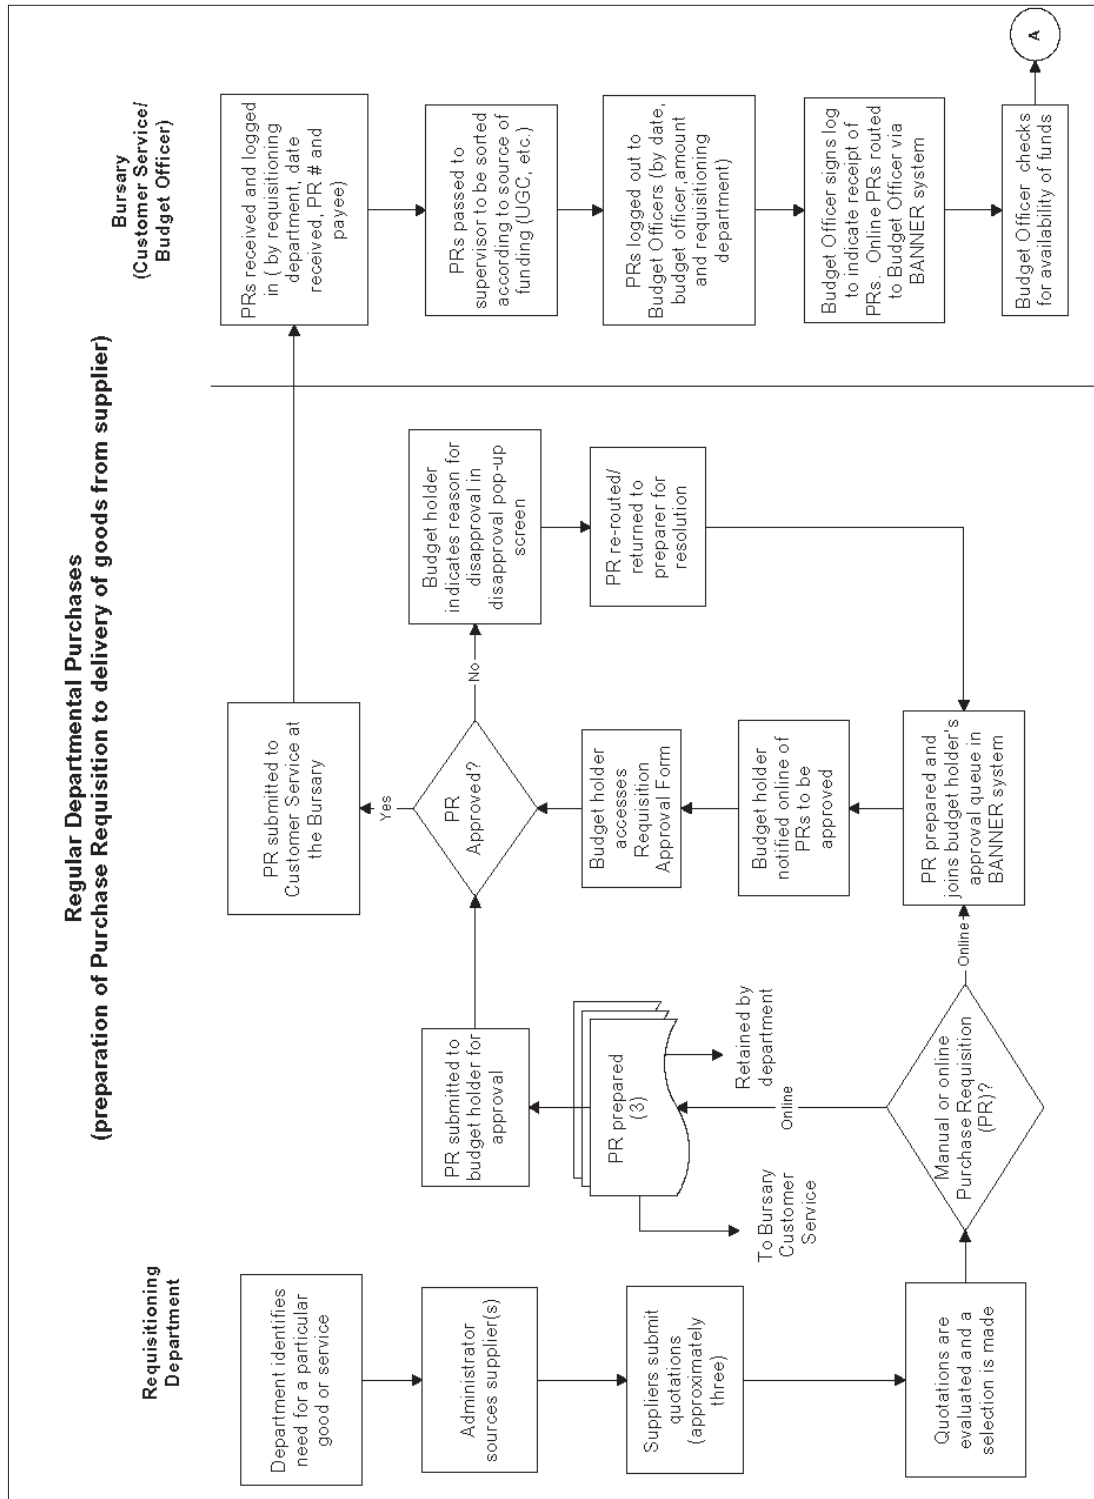 Regular Departmental Purchases
(preparation of Purchase Requisition to delivery of goods from supplier)
Requisitioning
Department
Bursary
(Customer Service/
Budget Officer)
Department identifies
need for a particular
good or service
Administrator
sources supplier(s)
Suppliers submit
quotations
(approximately
three)
Quotations are
evaluated and a
selection is made
Manual or online
Purchase Requisition
(PR)?
Online
Online
PR prepared
(3)
To Bursary
Customer
Service
Retained by
department
PR submitted to
budget holder for
approval
PR prepared and
joins budget holder's
approval queue in
BANNER system
Budget holder
notified online of
PRs to be
approved
Budget holder
accesses
Requisition
Approval Form
PR
Approved?
Yes
No
PR submitted to
Customer Service at
the Bursary
Budget holder
indicates reason for
disapproval in
disapproval pop-up
screen
PR re-routed/
returned to
preparer for
resolution
PRs received and logged
in ( by requisitioning
department, date
received, PR # and
payee)
PRs passed to
supervisor to be sorted
according to source of
funding (UGC, etc.)
PRs logged out to
Budget Officers (by date,
budget officer,amount
and requisitioning
department)
Budget Officer signs log
to indicate receipt of
PRs. Online PRs routed
to Budget Officer via
BANNER system
Budget Officer checks
for availability of funds
A